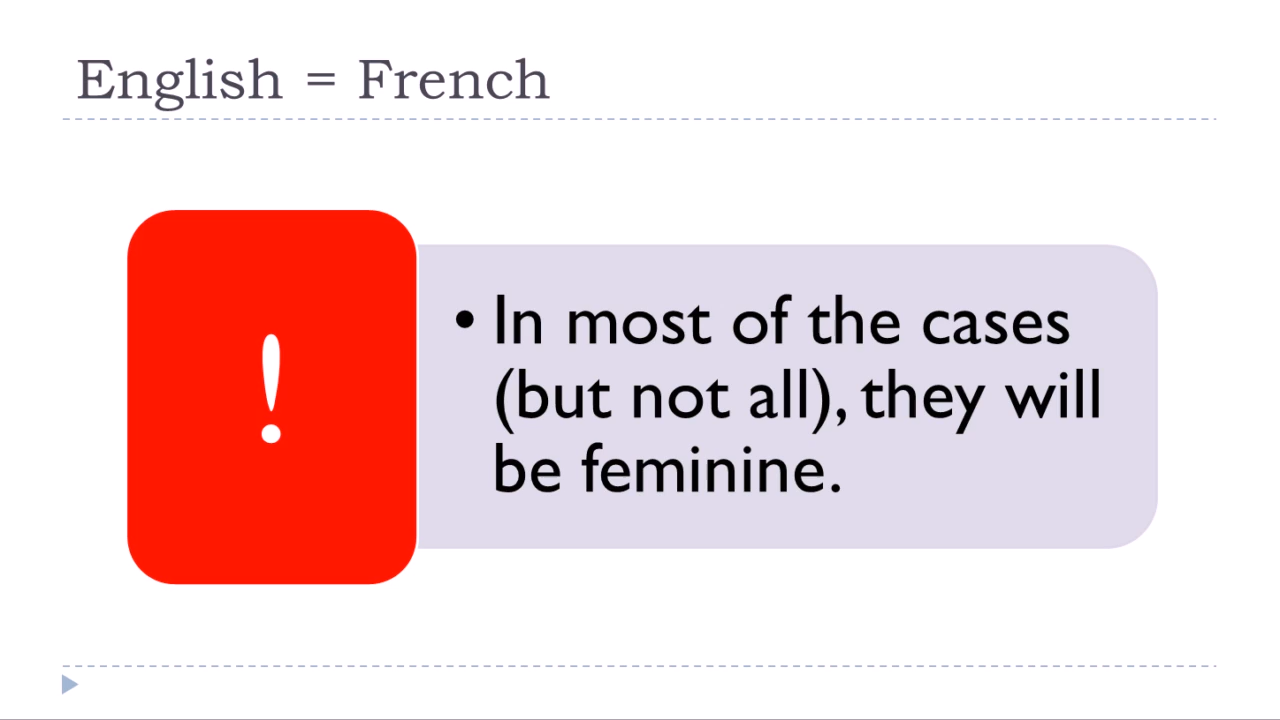 English = French
!
• In most of the cases
(but not all), they will
be feminine.